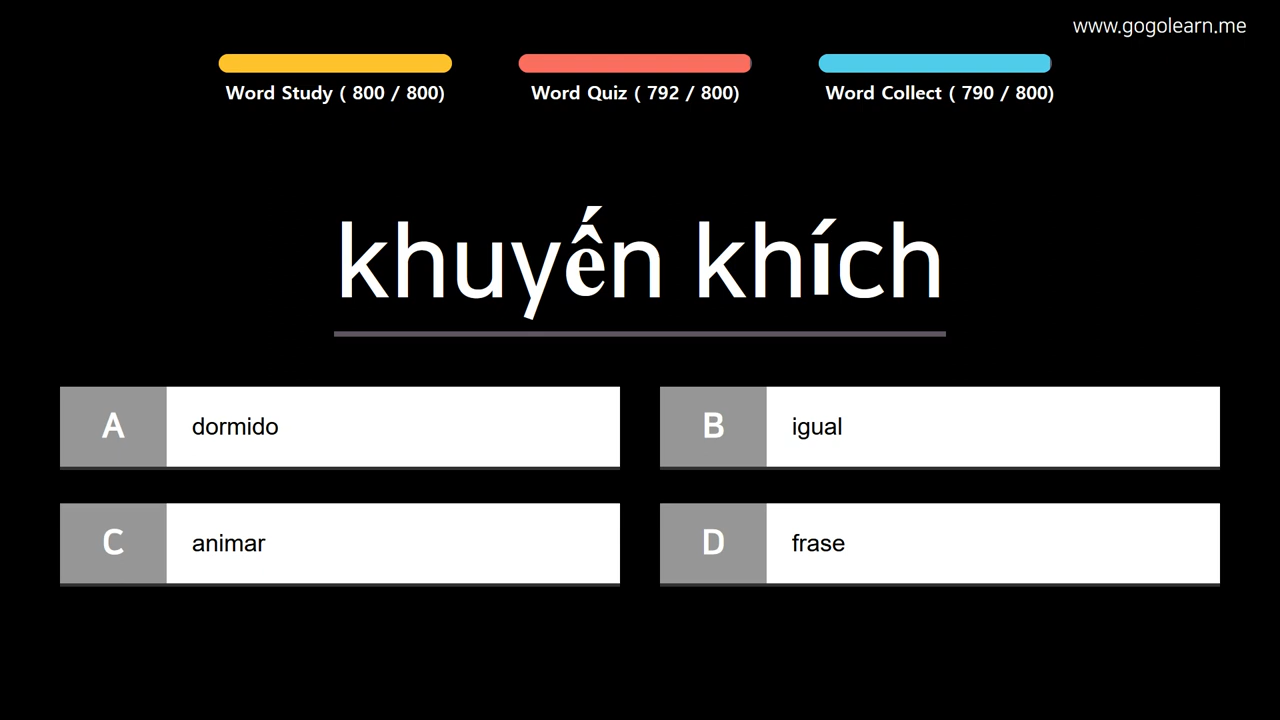 www.gogolearn.me
Word Study ( 800 / 800)
Word Quiz ( 792 / 800)
Word Collect ( 790 / 800)
khuyến khích
A dormido
B igual
C animar
D frase